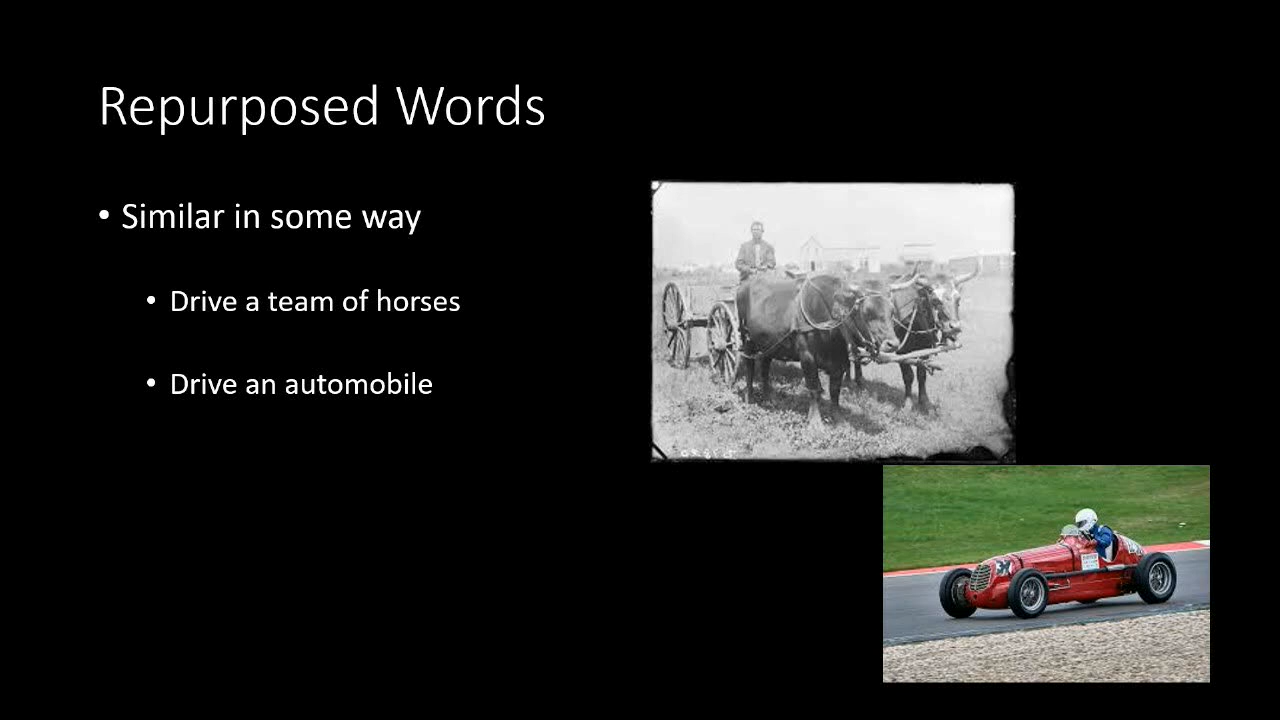 Repurposed Words
• Similar in some way
• Drive a team of horses
• Drive an automobile